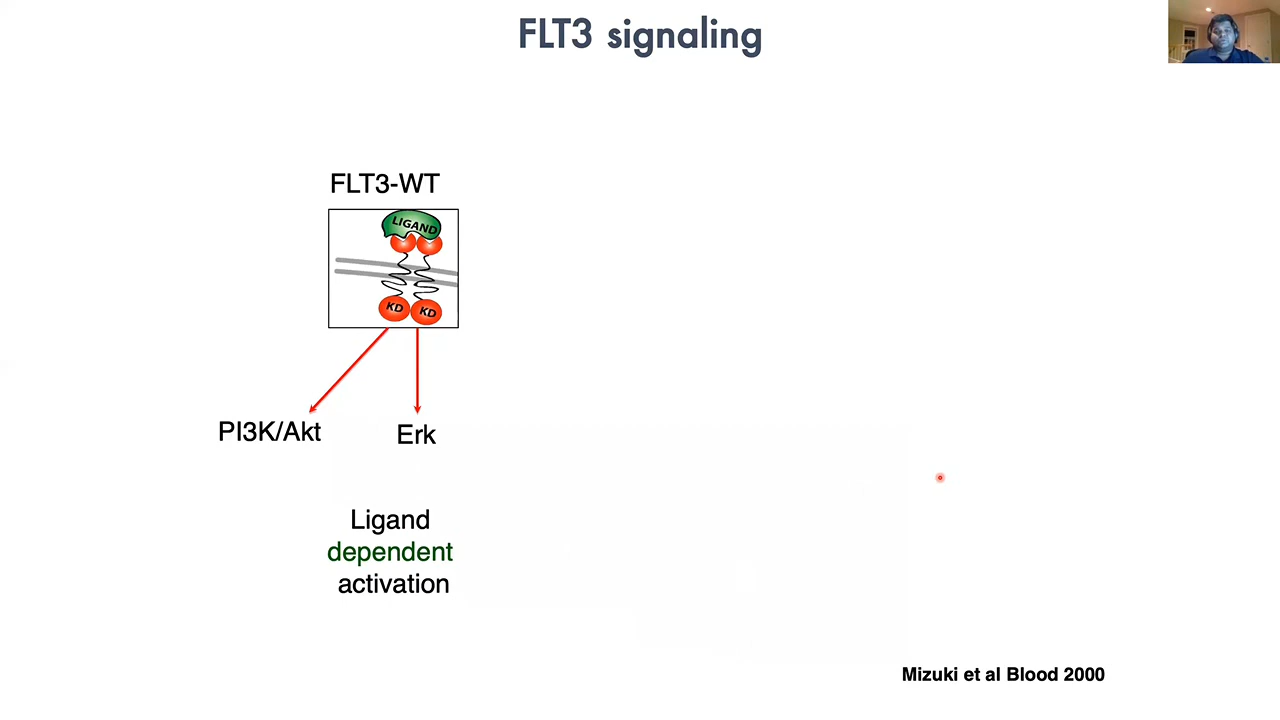 FLT3 signaling
FLT3-WT
LIGAND
KD KD
PI3K/Akt
Erk
Ligand
dependent
activation
Mizuki et al Blood 2000